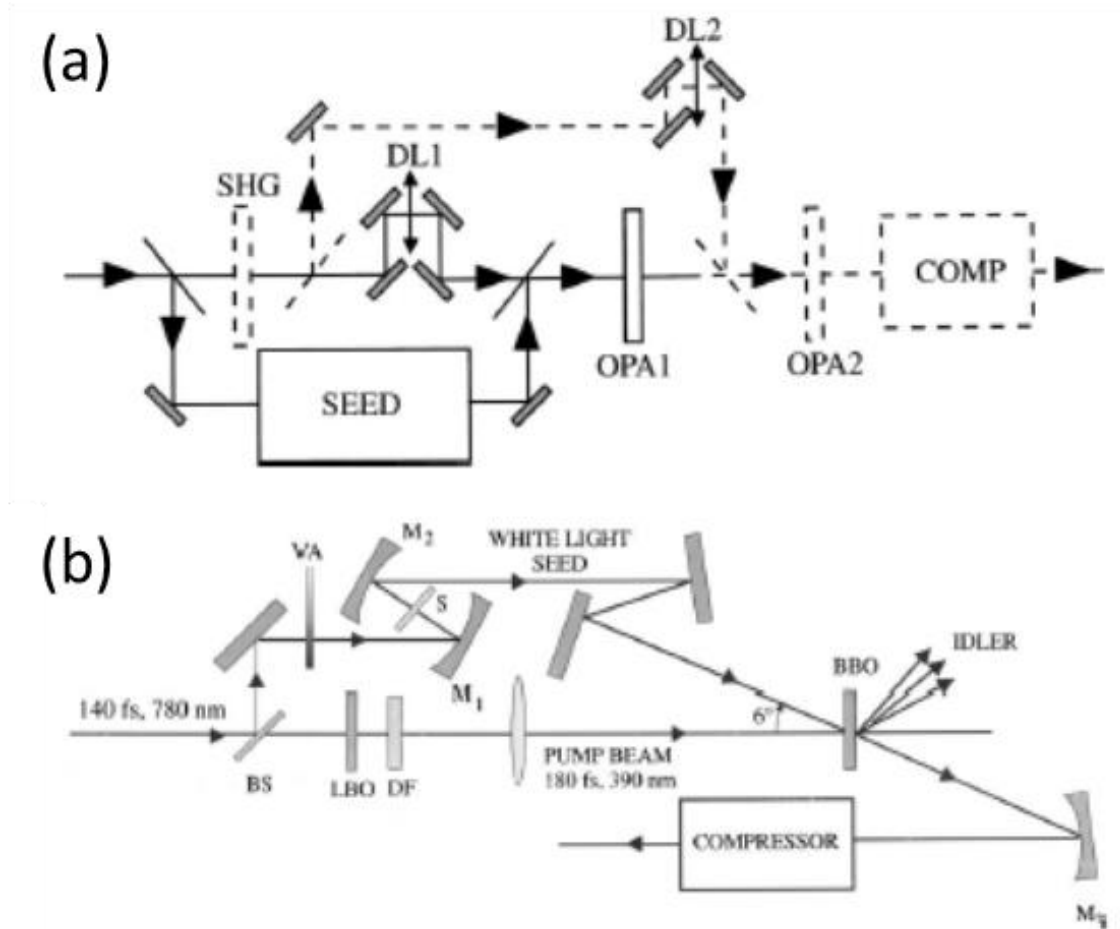 (a)
DL2
DL1
SHG
COMP
OPA1
OPA2
SEED
(b)
M2
WA
WHITE LIGHT
SEED
S
M1
BBO
IDLER
140 fs, 780 nm
6°
BS
LBO
DF
PUMP BEAM
180 fs, 390 nm
COMPRESSOR